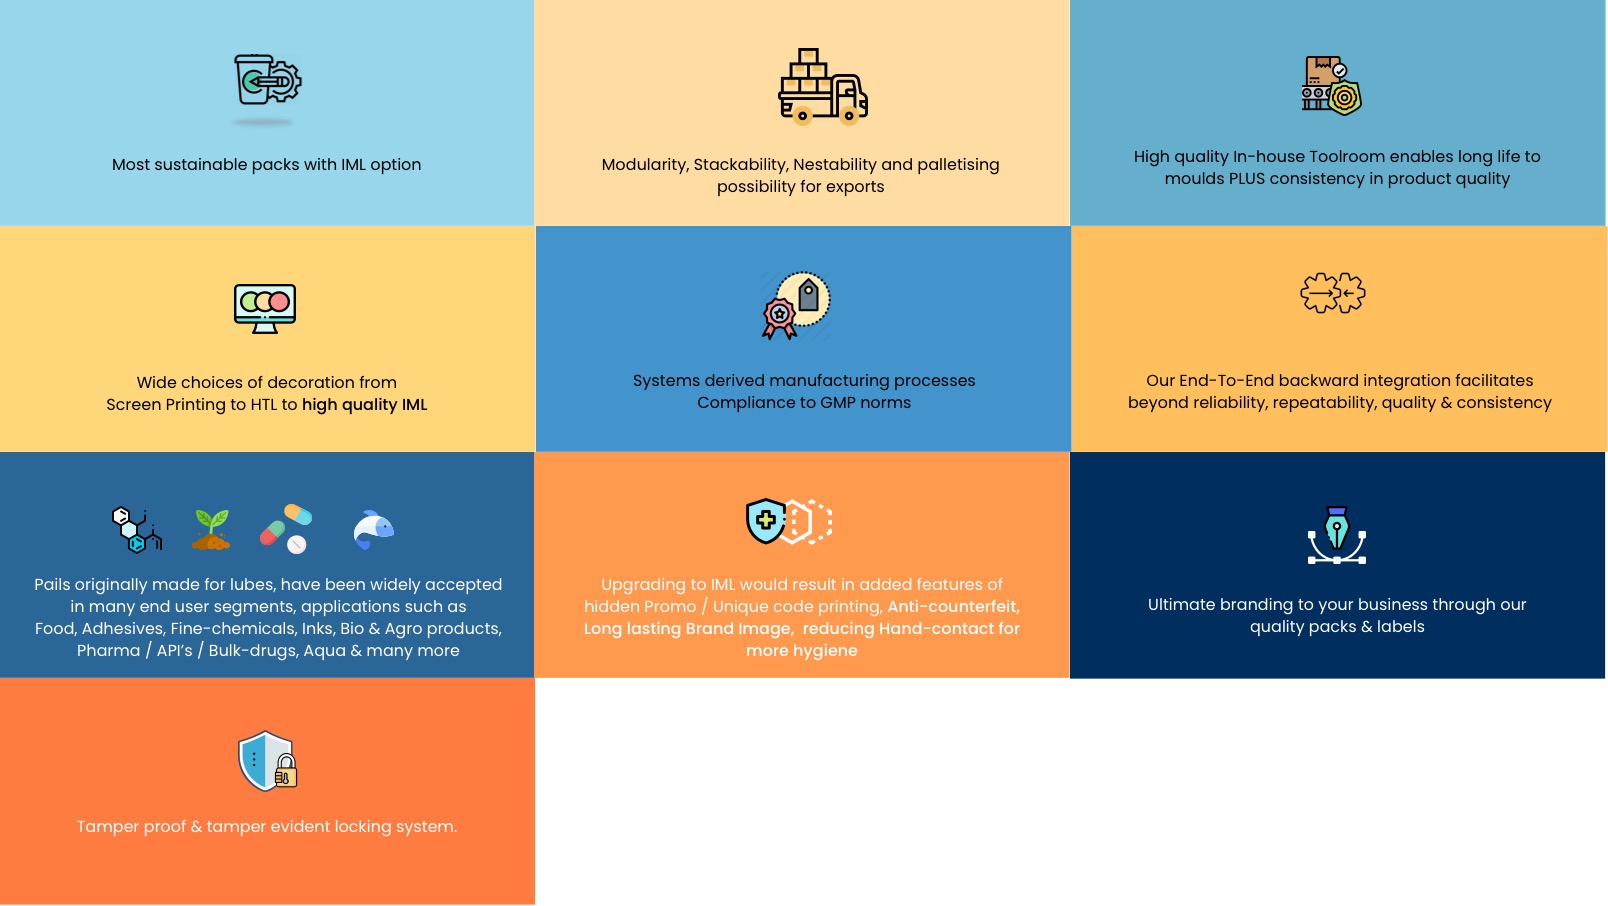 Most sustainable packs with IML option
Modularity, Stackability, Nestability and palletising
possibility for exports
High quality In-house Toolroom enables long life to
moulds PLUS consistency in product quality
Wide choices of decoration from
Screen Printing to HTL to high quality IML
Systems derived manufacturing processes
Compliance to GMP norms
Our End-To-End backward integration facilitates
beyond reliability, repeatability, quality & consistency
Pails originally made for lubes, have been widely accepted
in many end user segments, applications such as
Food, Adhesives, Fine-chemicals, Inks, Bio & Agro products,
Pharma / API’s / Bulk-drugs, Aqua & many more
Upgrading to IML would result in added features of
hidden Promo / Unique code printing, Anti-counterfeit,
Long lasting Brand Image,  reducing Hand-contact for
more hygiene
Ultimate branding to your business through our
quality packs & labels
Tamper proof & tamper evident locking system.